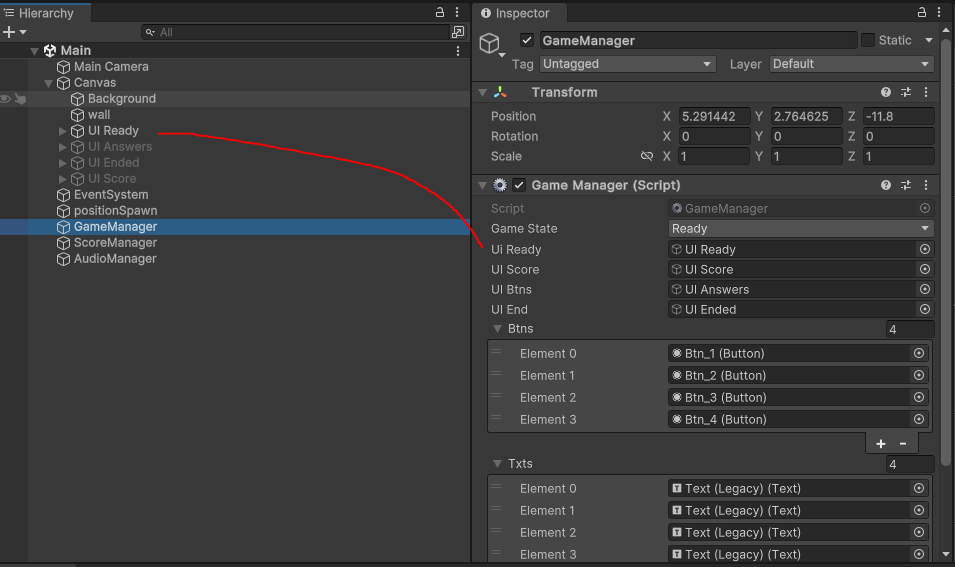 Hierarchy
All
Main
Main Camera
Canvas
Background
wall
UI Ready
UI Answers
UI Ended
UI Score
EventSystem
positionSpawn
GameManager
ScoreManager
AudioManager
Inspector
GameManager
Static
Tag Untagged Layer Default
Transform
Position X 5.291442 Y 2.764625 Z -11.8
Rotation X 0 Y 0 Z 0
Scale X 1 Y 1 Z 1
Game Manager (Script)
Script GameManager
Game State Ready
Ui Ready UI Ready
UI Score UI Score
UI Btns UI Answers
UI End UI Ended
Btns 4
Element 0 Btn_1 (Button)
Element 1 Btn_2 (Button)
Element 2 Btn_3 (Button)
Element 3 Btn_4 (Button)
+ -
Txts 4
Element 0 Text (Legacy) (Text)
Element 1 Text (Legacy) (Text)
Element 2 Text (Legacy) (Text)
Element 3 Text (Legacy) (Text)